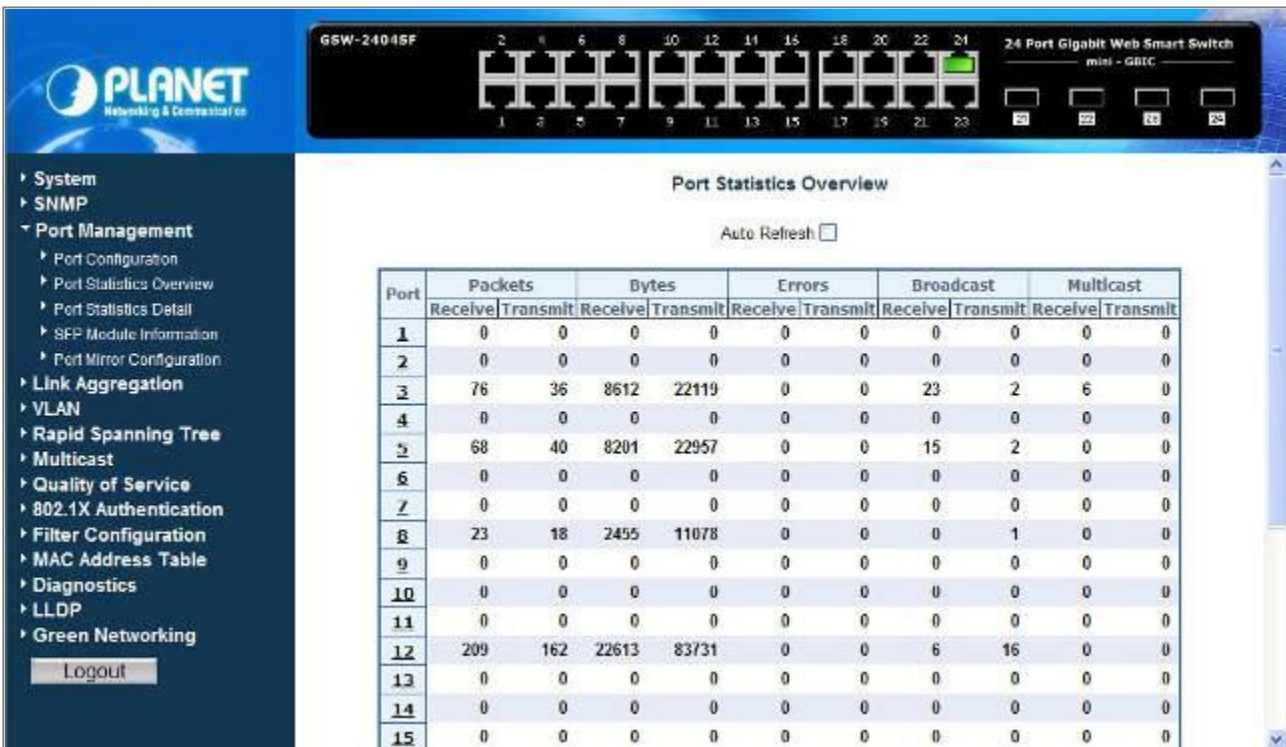 PLANET
Networking & Communication
GSW-2404SF
2 4 6 8 10 12 14 16 18 20 22 24
1 3 5 7 9 11 13 15 17 19 21 23
24 Port Gigabit Web Smart Switch
mini - GBIC
21 22 23 24
System
SNMP
Port Management
Port Configuration
Port Statistics Overview
Port Statistics Detail
SFP Module Information
Port Mirror Configuration
Link Aggregation
VLAN
Rapid Spanning Tree
Multicast
Quality of Service
802.1X Authentication
Filter Configuration
MAC Address Table
Diagnostics
LLDP
Green Networking
Logout
Port Statistics Overview
Auto Refresh
Port Packets Bytes Errors Broadcast Multicast
Receive Transmit Receive Transmit Receive Transmit Receive Transmit Receive Transmit
1 0 0 0 0 0 0 0 0 0 0
2 0 0 0 0 0 0 0 0 0 0
3 76 36 8612 22119 0 0 23 2 6 0
4 0 0 0 0 0 0 0 0 0 0
5 68 40 8201 22957 0 0 15 2 0 0
6 0 0 0 0 0 0 0 0 0 0
7 0 0 0 0 0 0 0 0 0 0
8 23 18 2455 11078 0 0 0 1 0 0
9 0 0 0 0 0 0 0 0 0 0
10 0 0 0 0 0 0 0 0 0 0
11 0 0 0 0 0 0 0 0 0 0
12 209 162 22613 83731 0 0 6 16 0 0
13 0 0 0 0 0 0 0 0 0 0
14 0 0 0 0 0 0 0 0 0 0
15 0 0 0 0 0 0 0 0 0 0